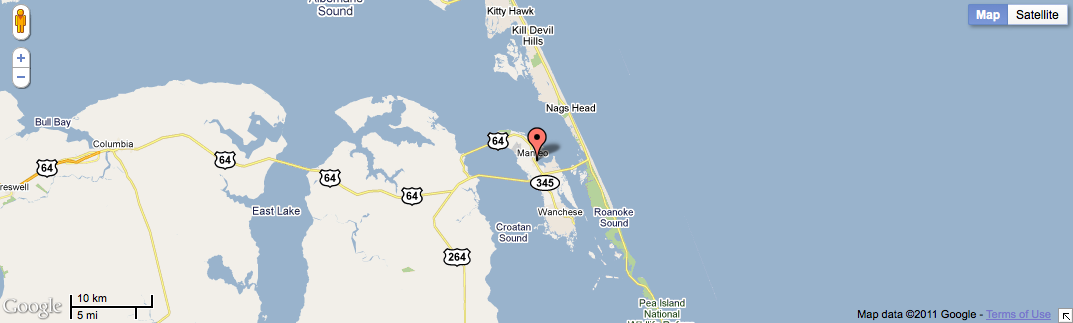 Sound
Kitty Hawk
Kill Devil
Hills
Map
Satellite
+
−
Nags Head
Bull Bay
Columbia
64
Manteo
64
64
reswell
64
345
64
East Lake
Wanchese
Roanoke
Sound
Croatan
Sound
264
10 km
5 mi
Google
Pea Island
National
Map data ©2011 Google - Terms of Use